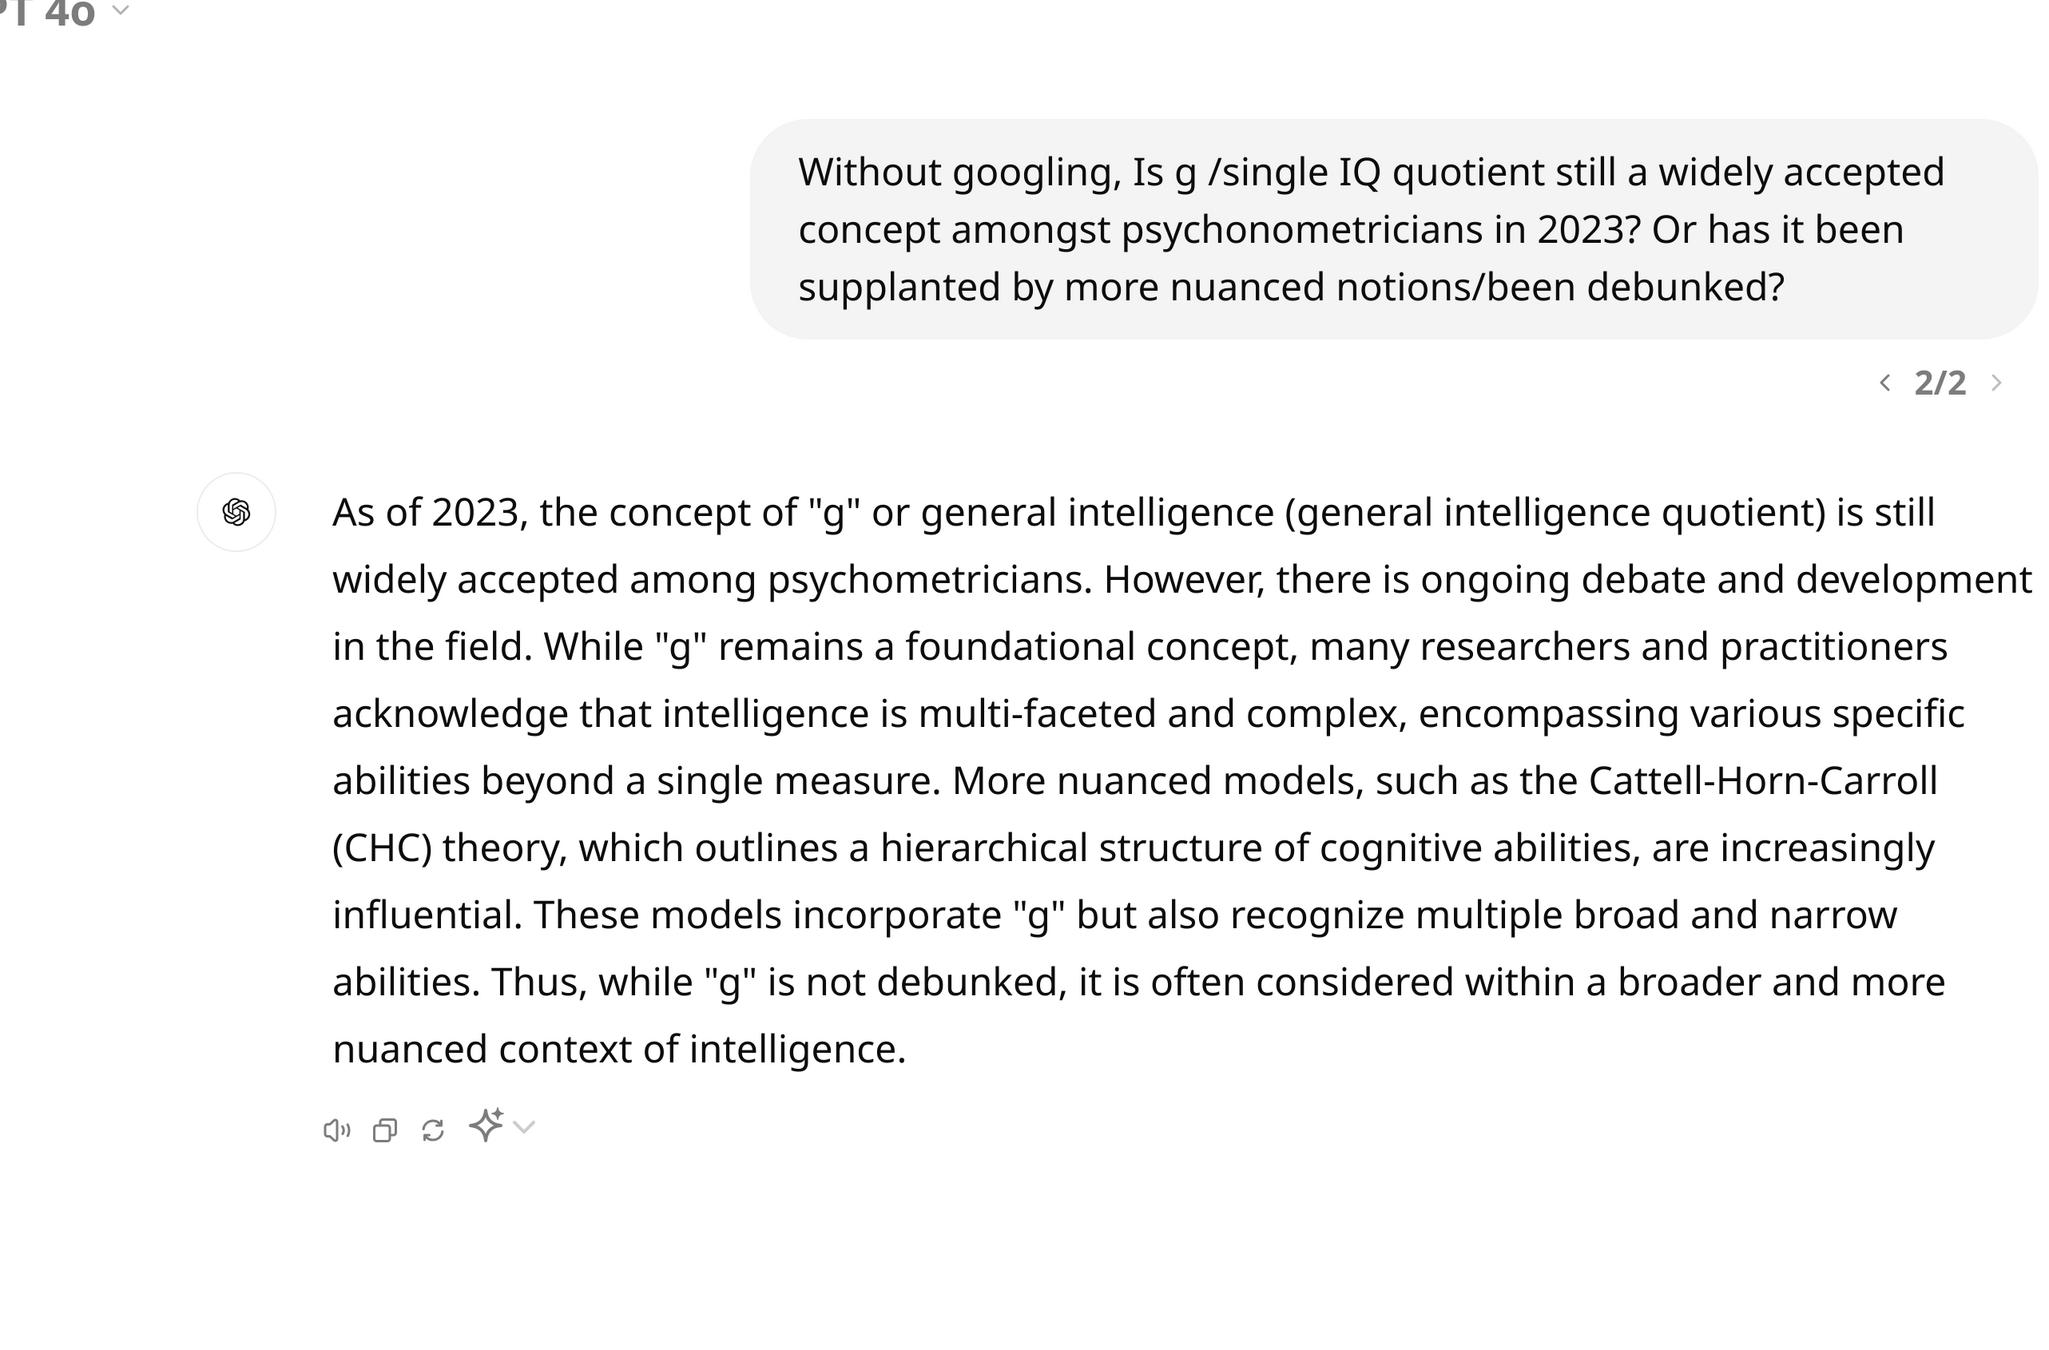 PT 4o
Without googling, Is g /single IQ quotient still a widely accepted
concept amongst psychonometricians in 2023? Or has it been
supplanted by more nuanced notions/been debunked?
2/2
As of 2023, the concept of "g" or general intelligence (general intelligence quotient) is still
widely accepted among psychometricians. However, there is ongoing debate and development
in the field. While "g" remains a foundational concept, many researchers and practitioners
acknowledge that intelligence is multi-faceted and complex, encompassing various specific
abilities beyond a single measure. More nuanced models, such as the Cattell-Horn-Carroll
(CHC) theory, which outlines a hierarchical structure of cognitive abilities, are increasingly
influential. These models incorporate "g" but also recognize multiple broad and narrow
abilities. Thus, while "g" is not debunked, it is often considered within a broader and more
nuanced context of intelligence.